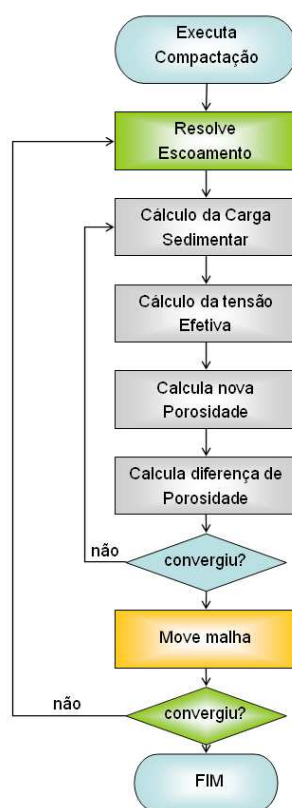 Executa
Compactação
Resolve
Escoamento
Cálculo da Carga
Sedimentar
Cálculo da tensão
Efetiva
Calcula nova
Porosidade
Calcula diferença de
Porosidade
não
convergiu?
Move malha
não
convergiu?
FIM